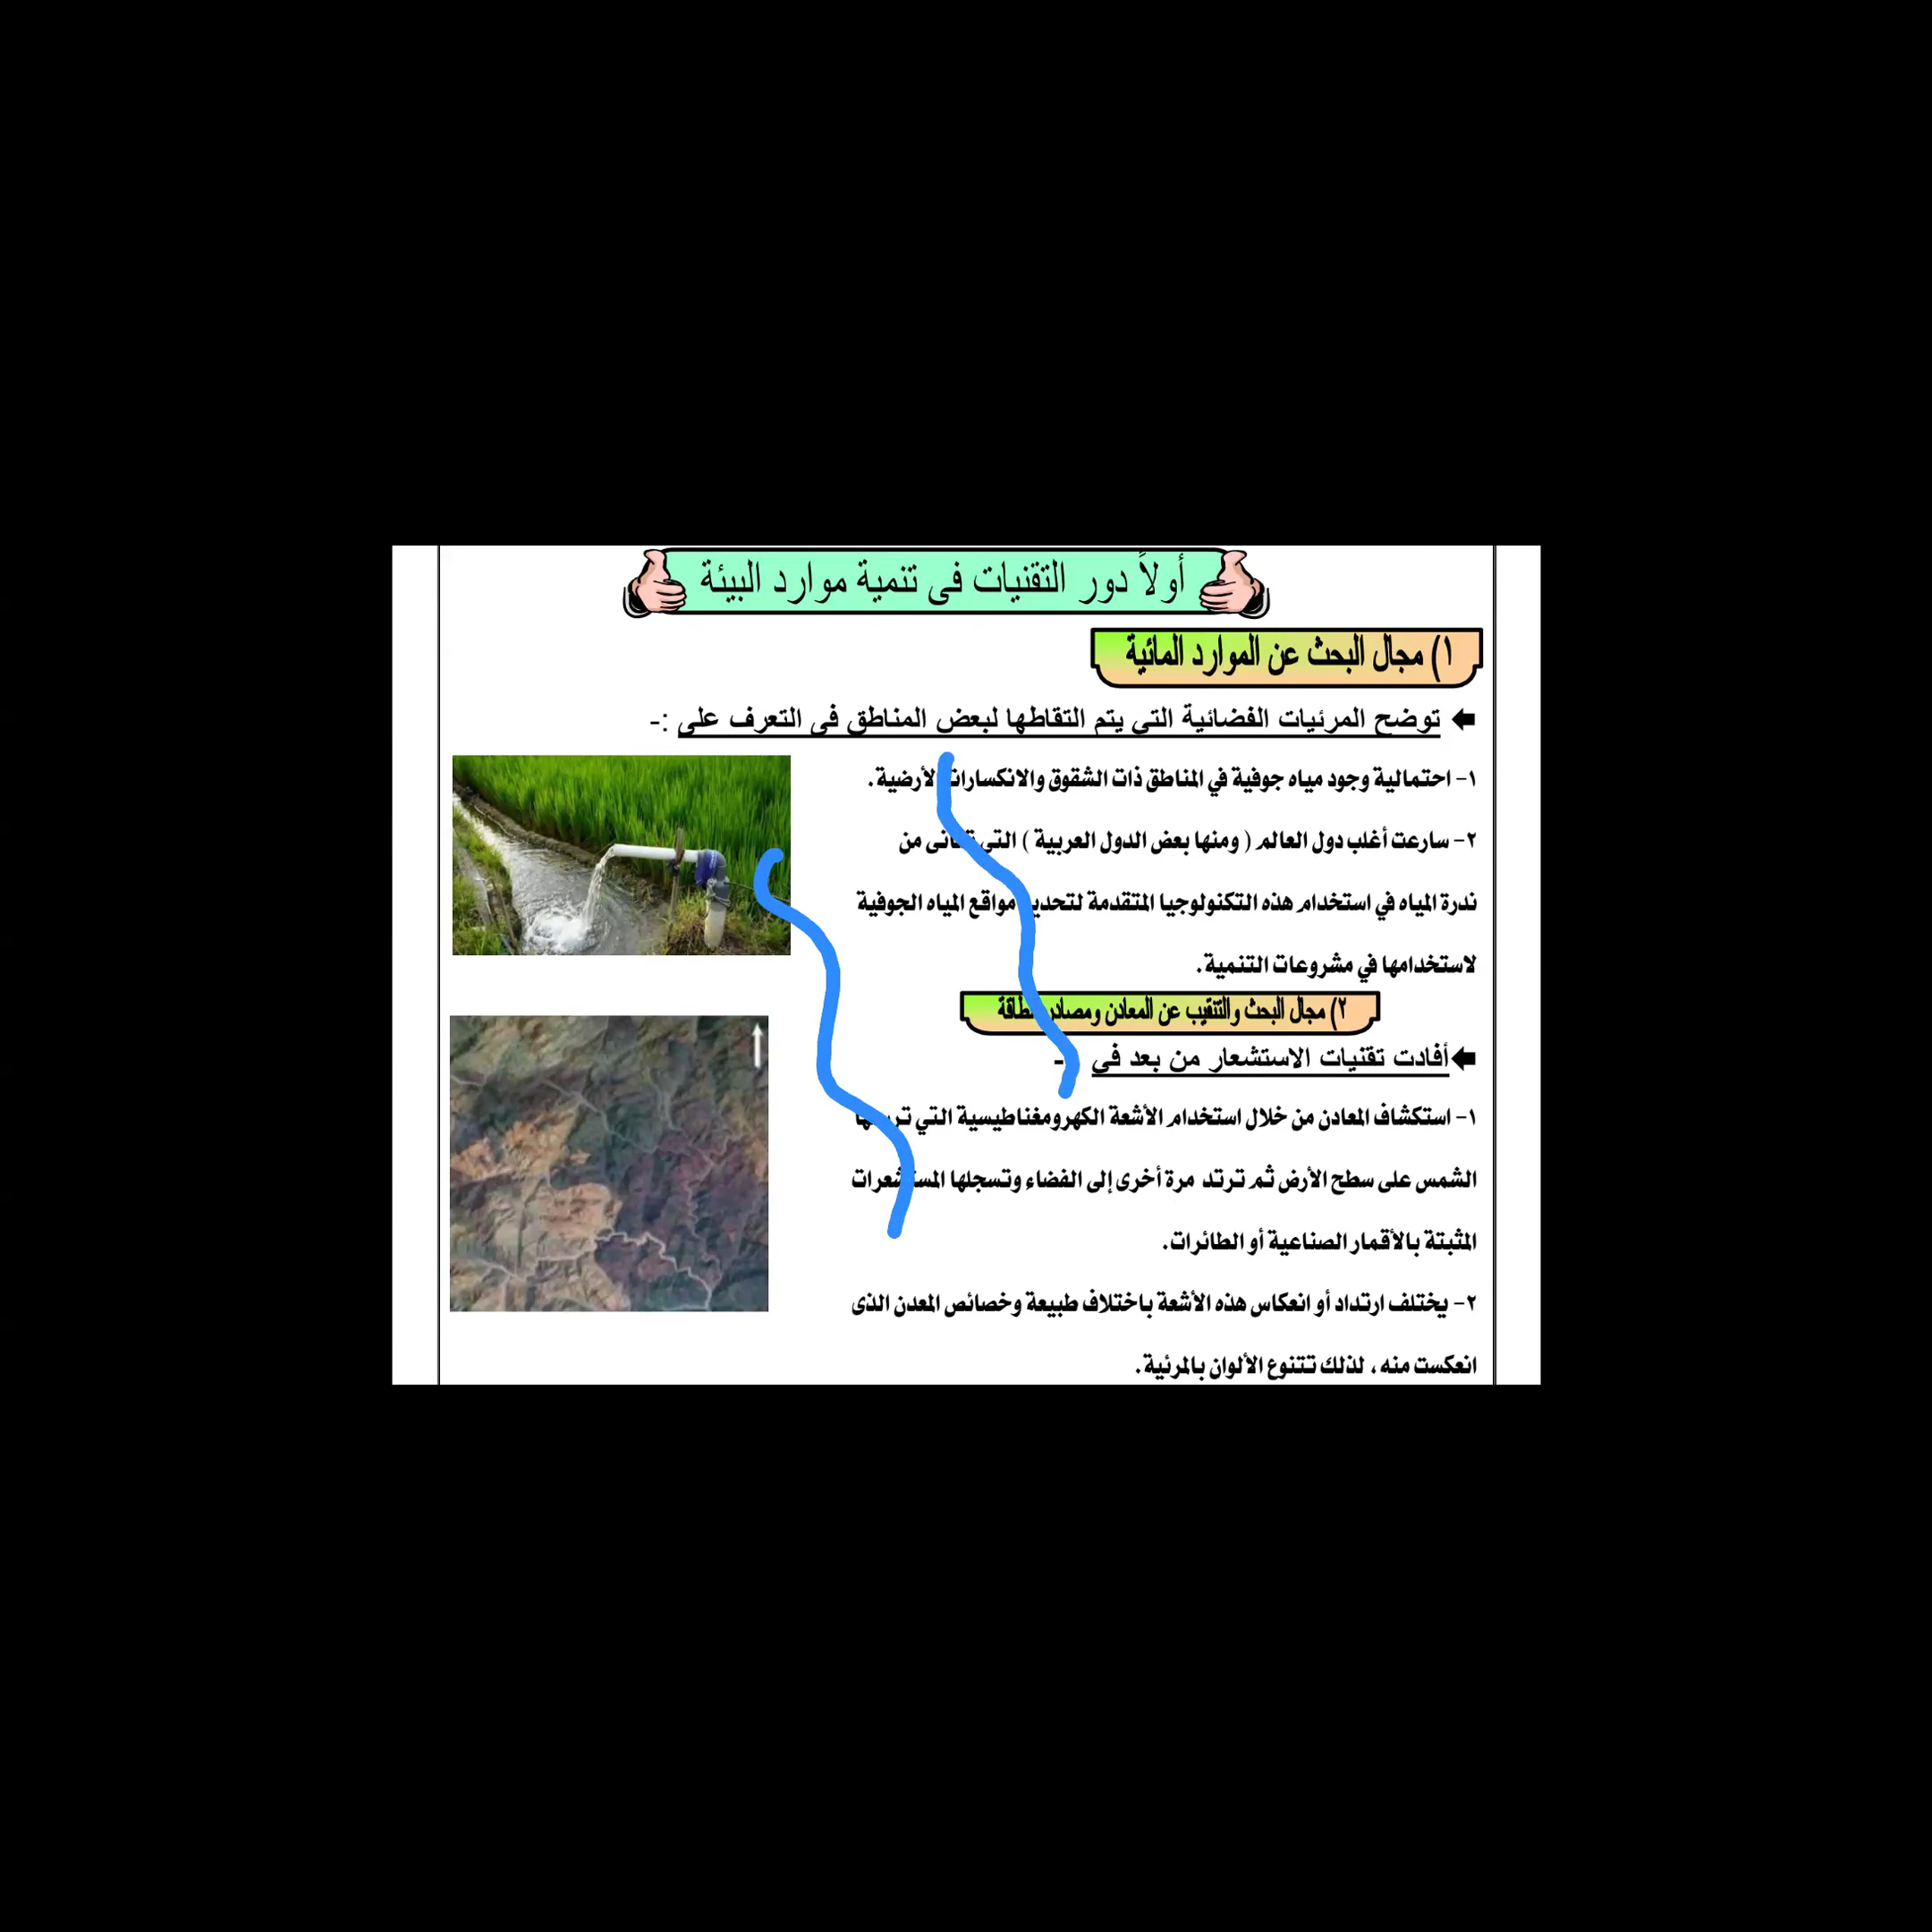 أولاً دور التقنيات فى تنمية موارد البيئة
١) مجال البحث عن الموارد المائية
توضح المرئيات الفضائية التي يتم التقاطها لبعض المناطق في التعرف على :-
١- احتمالية وجود مياه جوفية في المناطق ذات الشقوق والانكسارات الأرضية.
٢- سارعت أغلب دول العالم ( ومنها بعض الدول العربية ) التي من
ندرة المياه في استخدام هذه التكنولوجيا المتقدمة لتحديد مواقع المياه الجوفية
لاستخدامها في مشروعات التنمية.
٢) مجال البحث والتنقيب عن المعادن ومصادر
أفادت تقنيات الاستشعار من بعد في -
١- استكشاف المعادن من خلال استخدام الأشعة الكهرومغناطيسية التي
الشمس على سطح الأرض ثم ترتد مرة أخرى إلى الفضاء وتسجلها المستشعرات
المثبتة بالأقمار الصناعية أو الطائرات.
٢- يختلف ارتداد أو انعكاس هذه الأشعة باختلاف طبيعة وخصائص المعدن الذى
انعكست منه ، لذلك تتنوع الألوان بالمرئية.